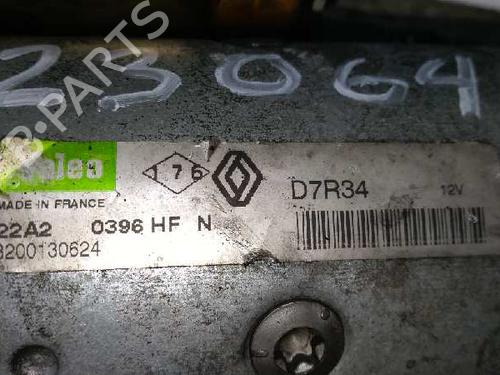 23064
B-PARTS
Valeo
176
D7R34
12V
MADE IN FRANCE
22A2 0396 HF N
8200130624